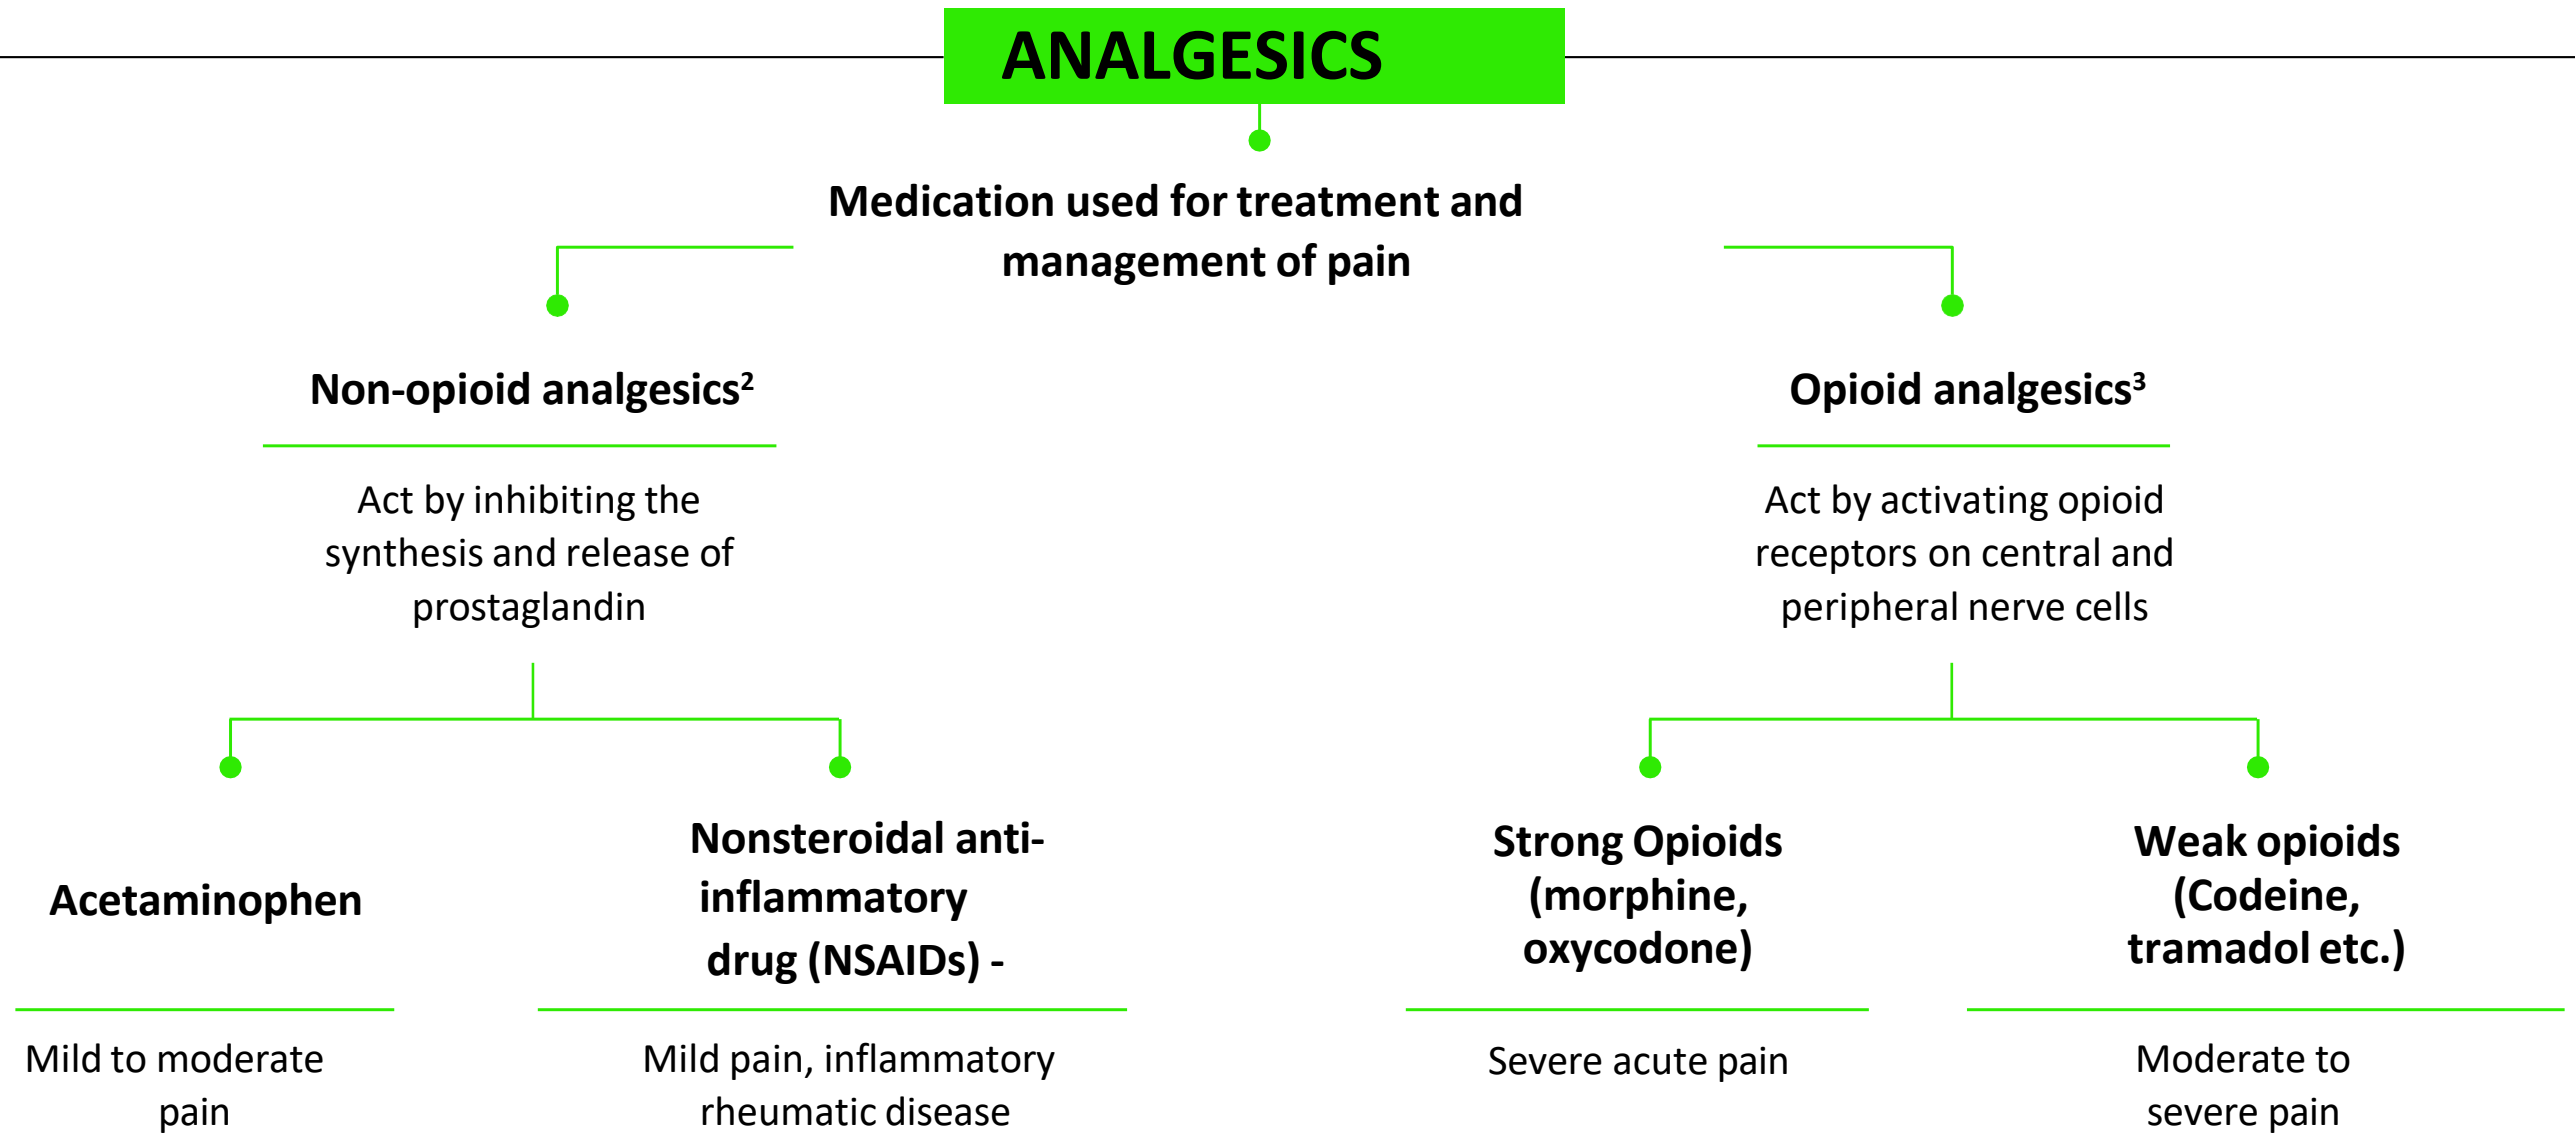 ANALGESICS
Medication used for treatment and
management of pain
Non-opioid analgesics²
Act by inhibiting the
synthesis and release of
prostaglandin
Opioid analgesics³
Act by activating opioid
receptors on central and
peripheral nerve cells
Acetaminophen
Mild to moderate
pain
Nonsteroidal anti-
inflammatory
drug (NSAIDs) -
Mild pain, inflammatory
rheumatic disease
Strong Opioids
(morphine,
oxycodone)
Severe acute pain
Weak opioids
(Codeine,
tramadol etc.)
Moderate to
severe pain